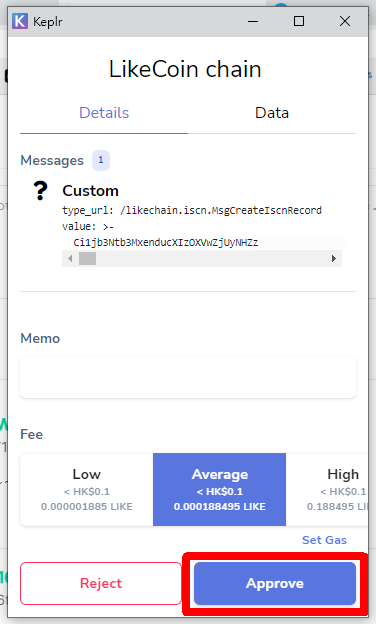 Keplr
LikeCoin chain
Details Data
Messages 1
Custom
type_url: /likechain.iscn.MsgCreateIscnRecord
value: >-
Ci1jb3Ntb3MxenducXIzOXVwZjUyNHZz
Memo
Fee
Low Average High
< HK$0.1 < HK$0.1 < HK$0.1
0.000001885 LIKE 0.000188495 LIKE 0.188495 LIKE
Set Gas
Reject Approve